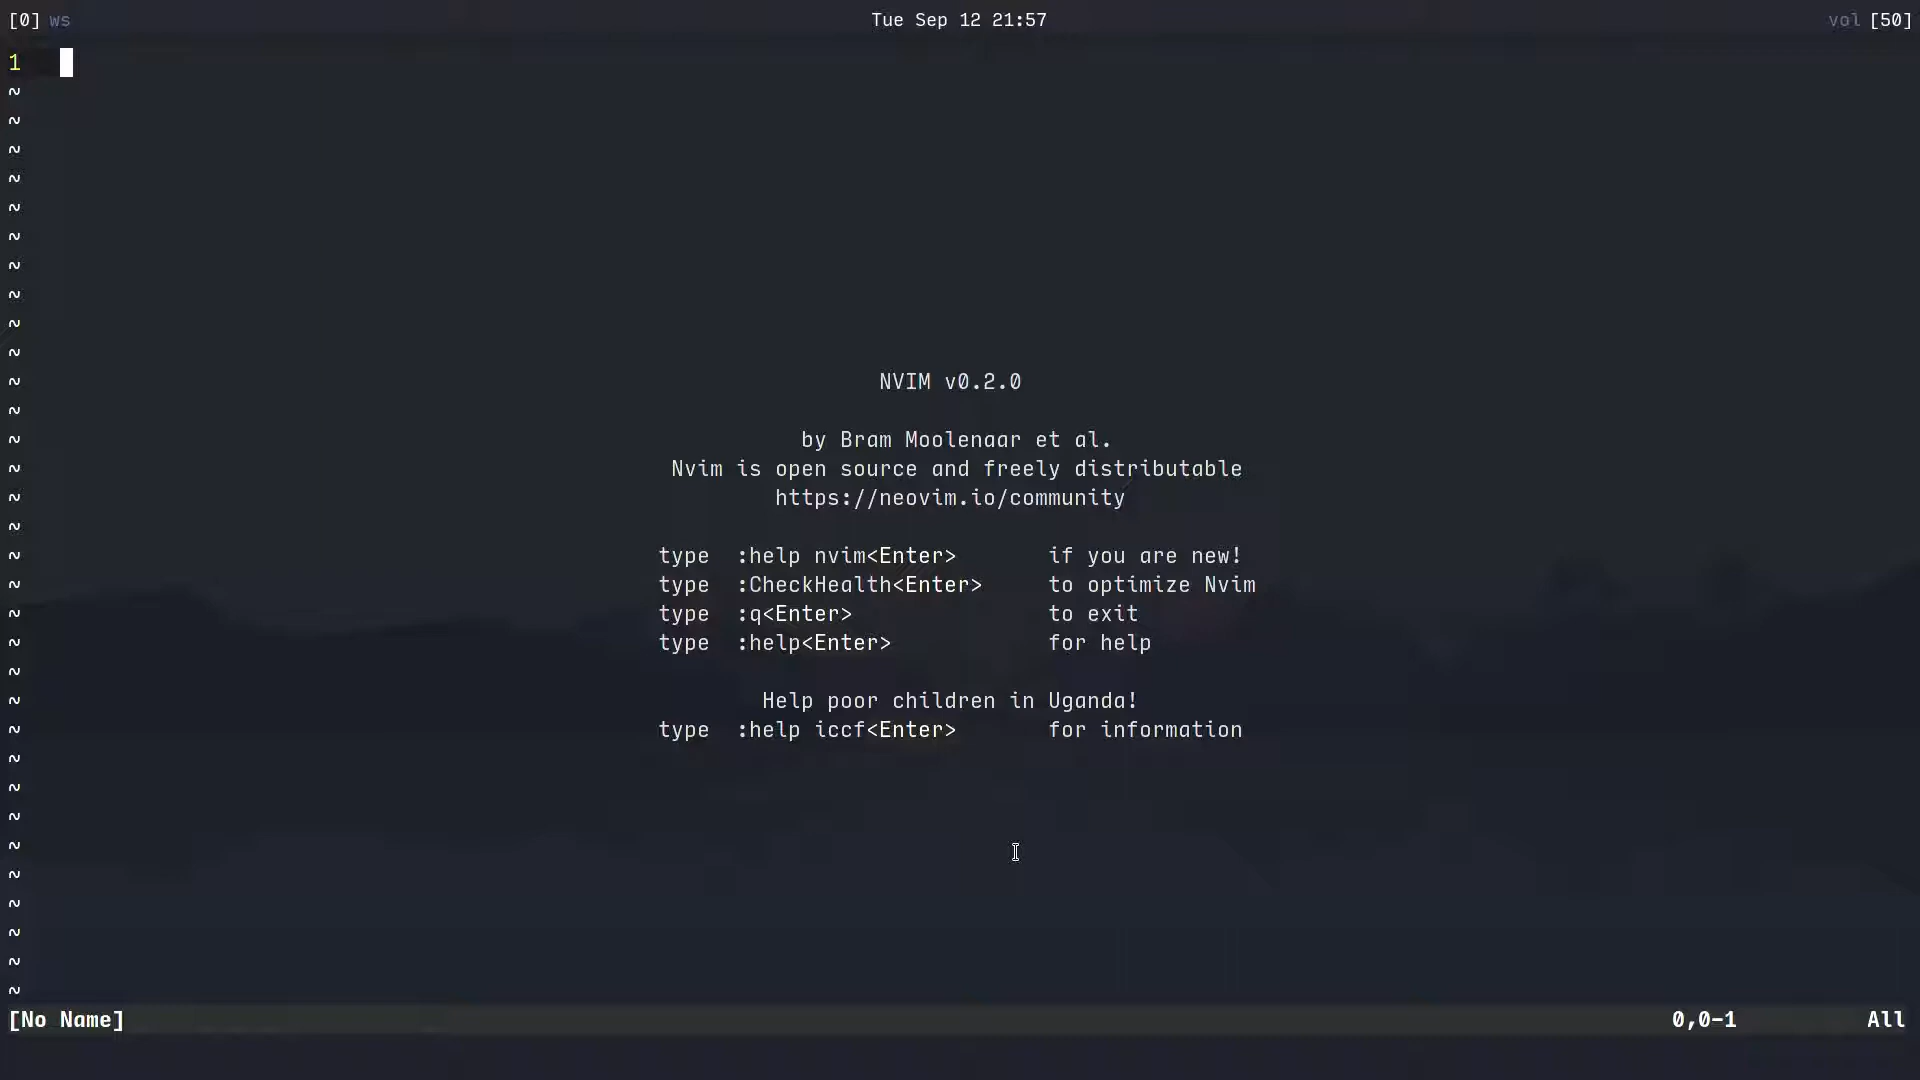 [0] ws Tue Sep 12 21:57 vol [50]
1
~
~
~
~
~
~
~
~
~
~
~ NVIM v0.2.0
~
~ by Bram Moolenaar et al.
~ Nvim is open source and freely distributable
~ https://neovim.io/community
~
~ type :help nvim<Enter> if you are new!
~ type :CheckHealth<Enter> to optimize Nvim
~ type :q<Enter> to exit
~ type :help<Enter> for help
~
~ Help poor children in Uganda!
~ type :help iccf<Enter> for information
~
~
~
~
~
~
~
~
~
[No Name] 0,0-1 All